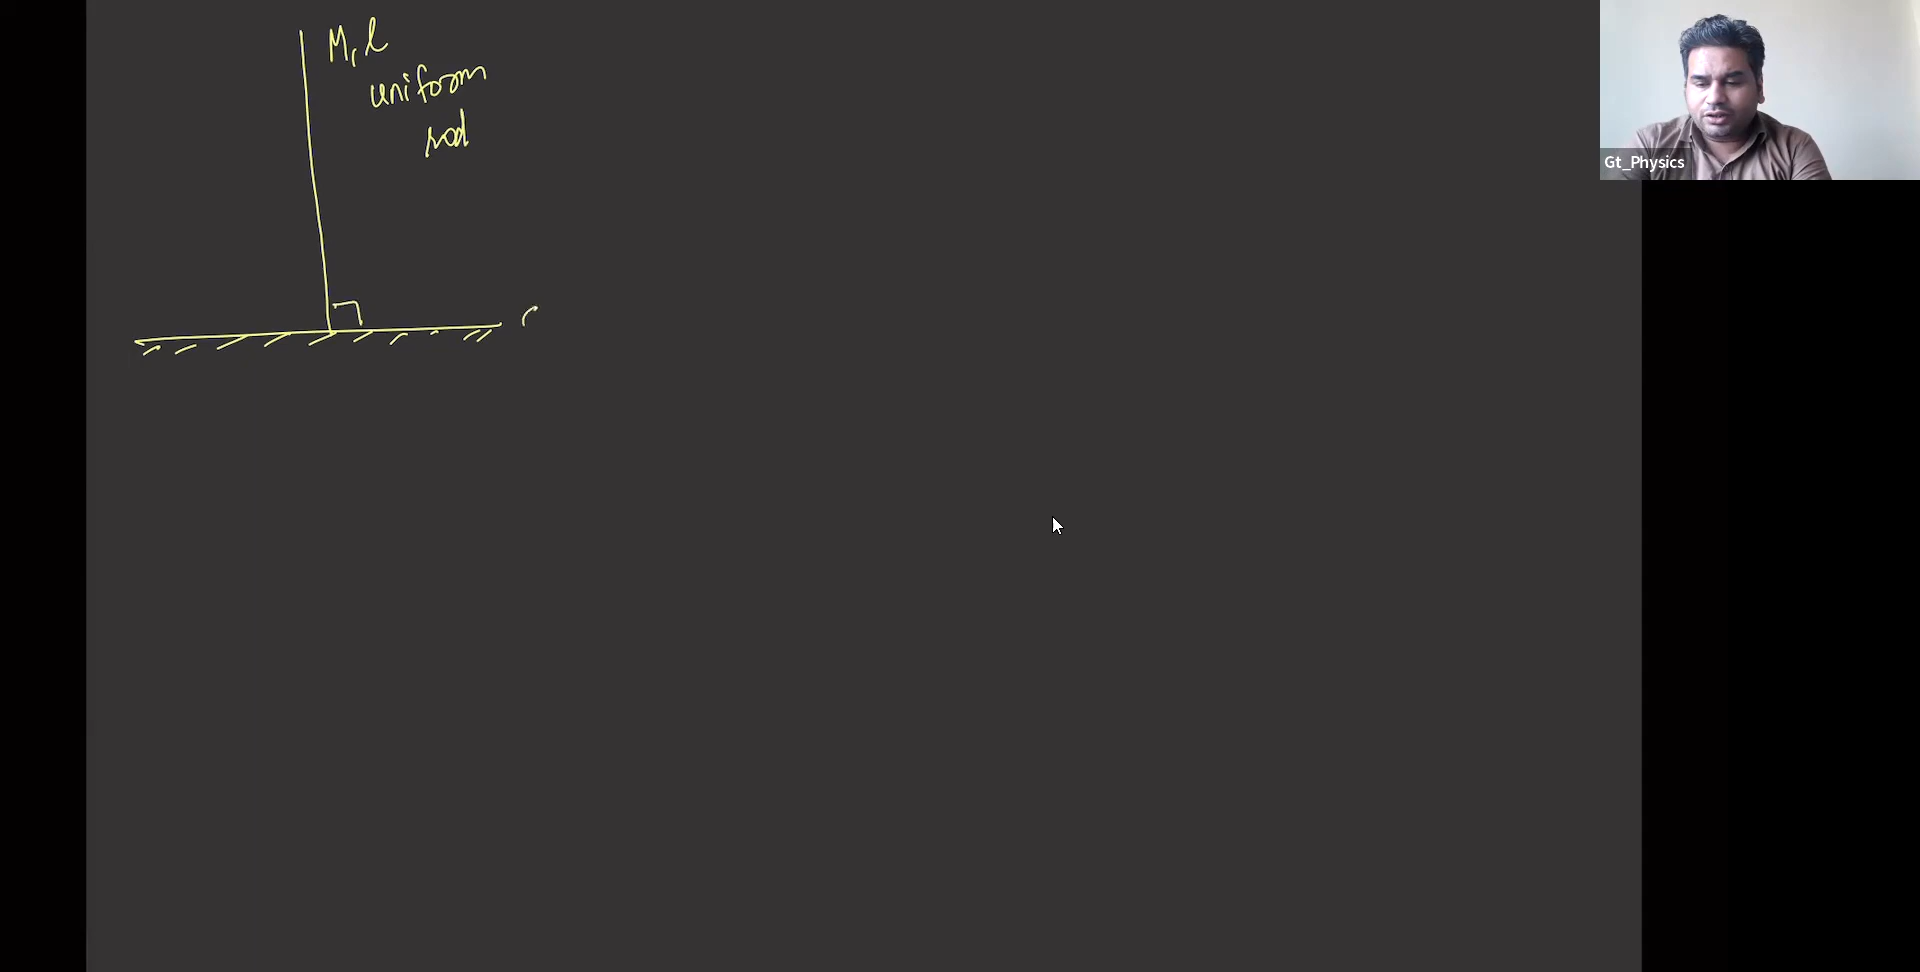 M, l
uniform
rod
Gt_Physics